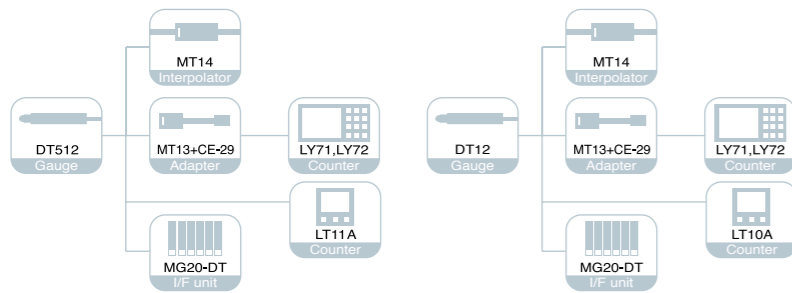 MT14
Interpolator
DT512
Gauge
MT13+CE-29
Adapter
LY71,LY72
Counter
LT11A
Counter
MG20-DT
I/F unit
MT14
Interpolator
DT12
Gauge
MT13+CE-29
Adapter
LY71,LY72
Counter
LT10A
Counter
MG20-DT
I/F unit